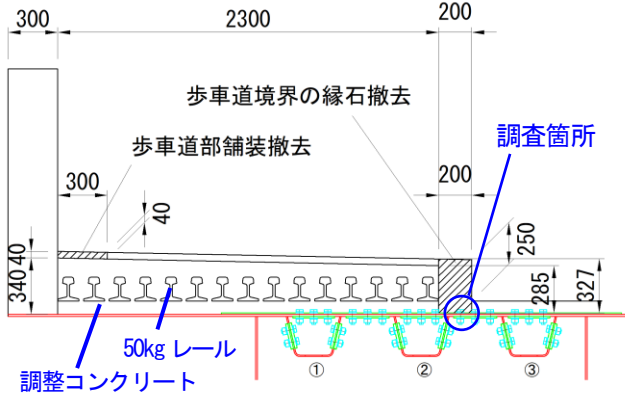 300
2300
200
歩車道境界の縁石撤去
調査箇所
歩車道部舗装撤去
300
200
40
250
40
340
285
327
50kg レール
調整コンクリート
①
②
③